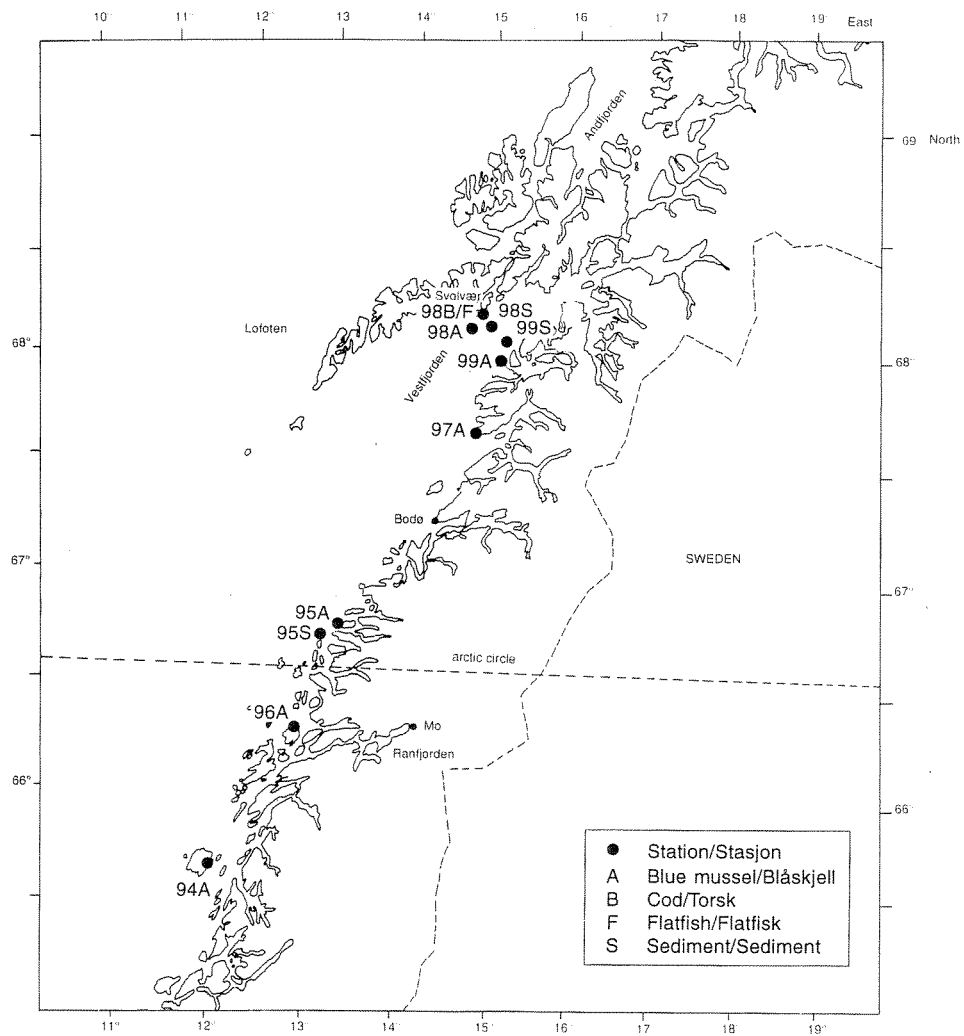 10° 11° 12° 13° 14° 15° 16° 17° 18° 19° East
Andfjorden
69 North
Svolvær
98B/F 98S
98A 99S
Lofoten
68°
99A
68°
Vestfjorden
97A
Bodø
67°
SWEDEN
67°
95A
95S
arctic circle
96A
Mo
Ranfjorden
66°
66°
94A
● Station/Stasjon
A Blue mussel/Blåskjell
B Cod/Torsk
F Flatfish/Flatfisk
S Sediment/Sediment
11° 12° 13° 14° 15° 16° 17° 18° 19°